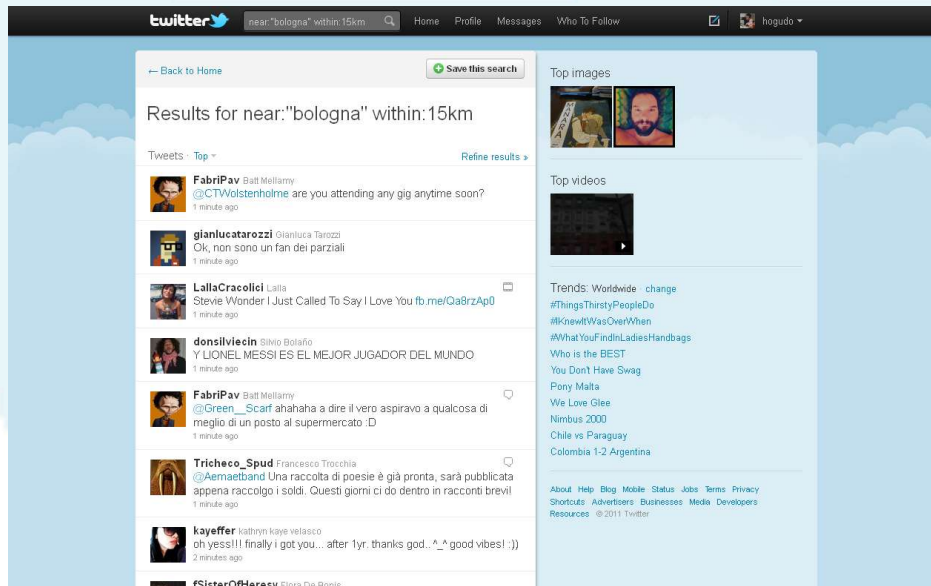 twitter
near:"bologna" within:15km
Home Profile Messages Who To Follow
hogudo
← Back to Home
Save this search
Results for near:"bologna" within:15km
Tweets · Top
Refine results »
FabriPav Batt Mellamy
@CTWolstenholme are you attending any gig anytime soon?
1 minute ago
gianlucatarozzi Gianluca Tarozzi
Ok, non sono un fan dei parziali
1 minute ago
LallaCracolici Lalla
Stevie Wonder I Just Called To Say I Love You fb.me/Qa8rzAp0
1 minute ago
donsilviecin Silvio Bolaño
Y LIONEL MESSI ES EL MEJOR JUGADOR DEL MUNDO
1 minute ago
FabriPav Batt Mellamy
@Green__Scarf ahahaha a dire il vero aspiravo a qualcosa di
meglio di un posto al supermercato :D
1 minute ago
Tricheco_Spud Francesco Trocchia
@Aemaetband Una raccolta di poesie è già pronta, sarà pubblicata
appena raccolgo i soldi. Questi giorni ci do dentro in racconti brevi!
1 minute ago
kayeffer kathryn kaye velasco
oh yess!!! finally i got you... after 1yr. thanks god.. ^_^ good vibes! :))
2 minutes ago
fSisterOfHeresy Flora De Bonis
Top images
MANARA
Top videos
Trends: Worldwide · change
#ThingsThirstyPeopleDo
#IKnewItWasOverWhen
#WhatYouFindInLadiesHandbags
Who is the BEST
You Don't Have Swag
Pony Malta
We Love Glee
Nimbus 2000
Chile vs Paraguay
Colombia 1-2 Argentina
About Help Blog Mobile Status Jobs Terms Privacy
Shortcuts Advertisers Businesses Media Developers
Resources © 2011 Twitter